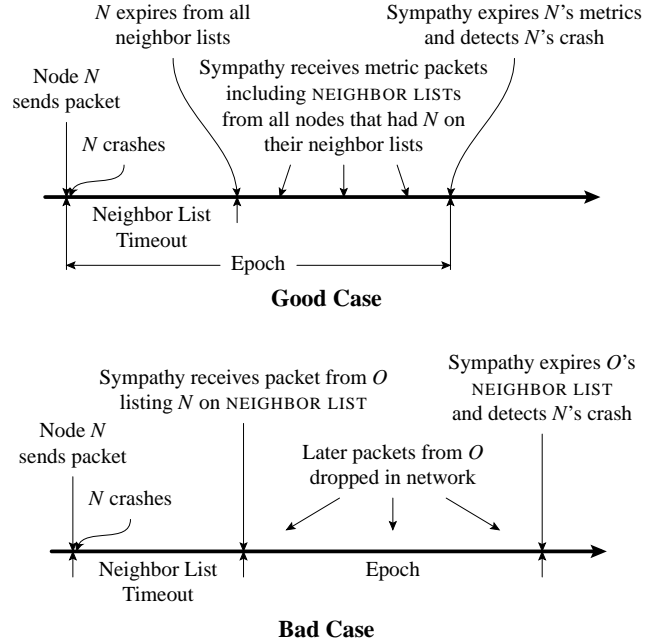 N expires from all
neighbor lists
Sympathy expires N's metrics
and detects N's crash
Node N
sends packet
Sympathy receives metric packets
including NEIGHBOR LISTS
from all nodes that had N on
their neighbor lists
N crashes
Neighbor List
Timeout
Epoch
Good Case
Sympathy receives packet from O
listing N on NEIGHBOR LIST
Sympathy expires O's
NEIGHBOR LIST
and detects N's crash
Node N
sends packet
Later packets from O
dropped in network
N crashes
Neighbor List
Timeout
Epoch
Bad Case